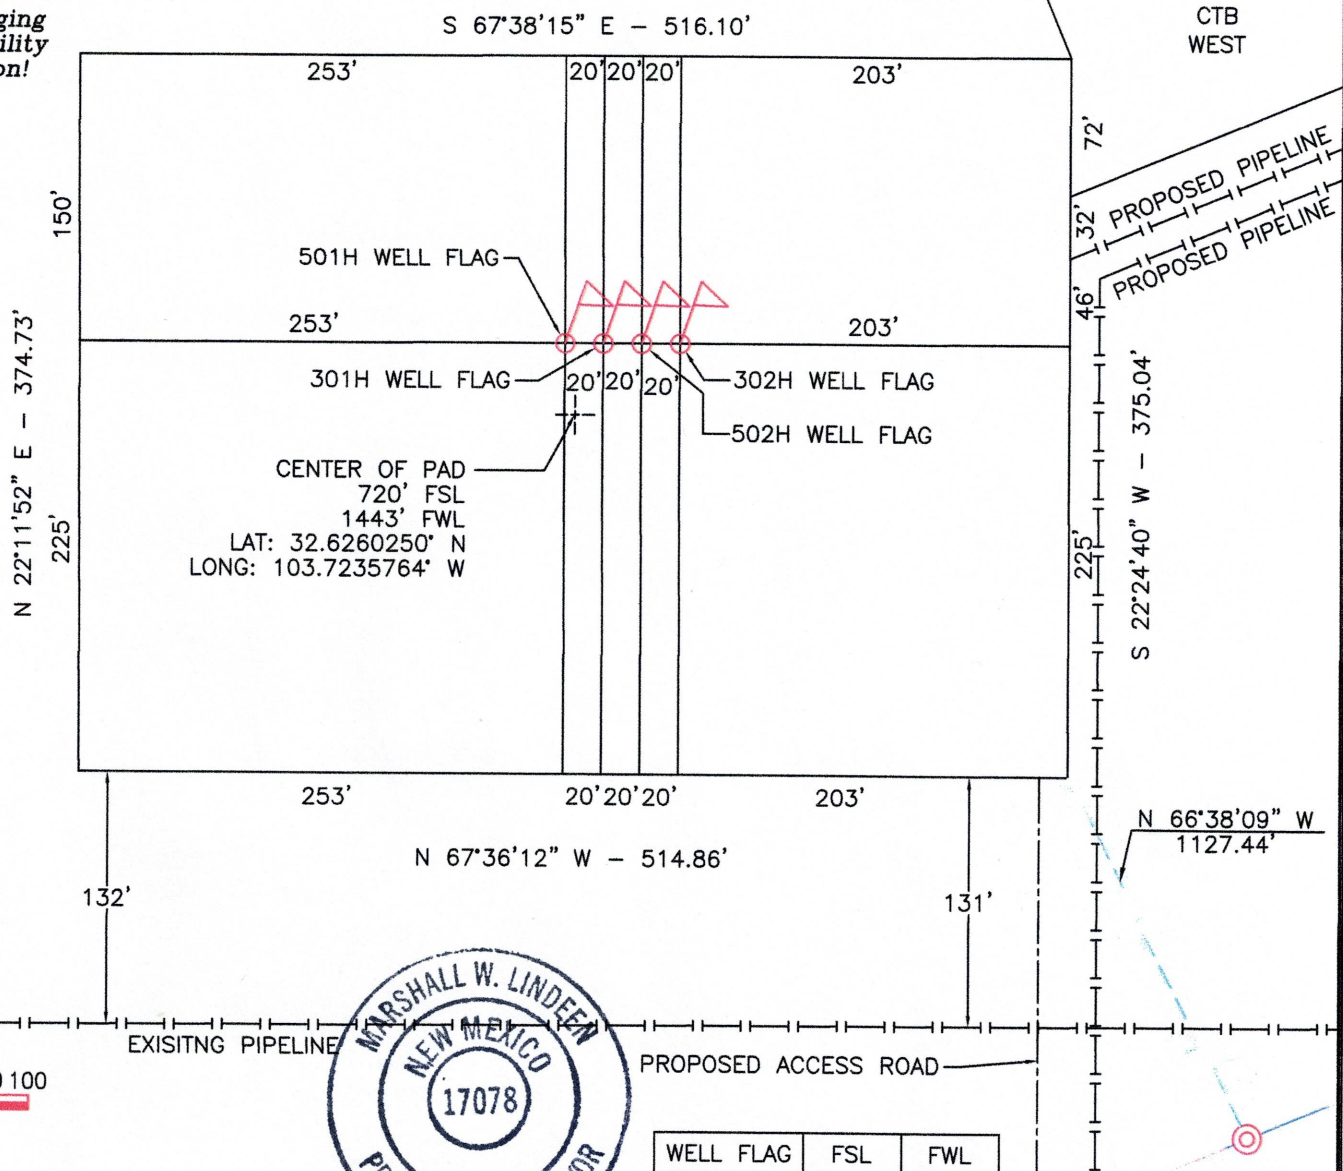 ging
ility
on!
S 67°38'15" E – 516.10'
CTB
WEST
253'
20' 20' 20'
203'
72'
32'
PROPOSED PIPELINE
PROPOSED PIPELINE
46'
150'
501H WELL FLAG
253'
203'
301H WELL FLAG
20' 20' 20'
302H WELL FLAG
502H WELL FLAG
N 22°11'52" E – 374.73'
225'
CENTER OF PAD
720' FSL
1443' FWL
LAT: 32.6260250° N
LONG: 103.7235764° W
225'
S 22°24'40" W – 375.04'
253'
20' 20' 20'
203'
N 67°36'12" W – 514.86'
N 66°38'09" W
1127.44'
132'
131'
EXISITNG PIPELINE
PROPOSED ACCESS ROAD
100
MARSHALL W. LINDEEN
NEW MEXICO
17078
WELL FLAG FSL FWL